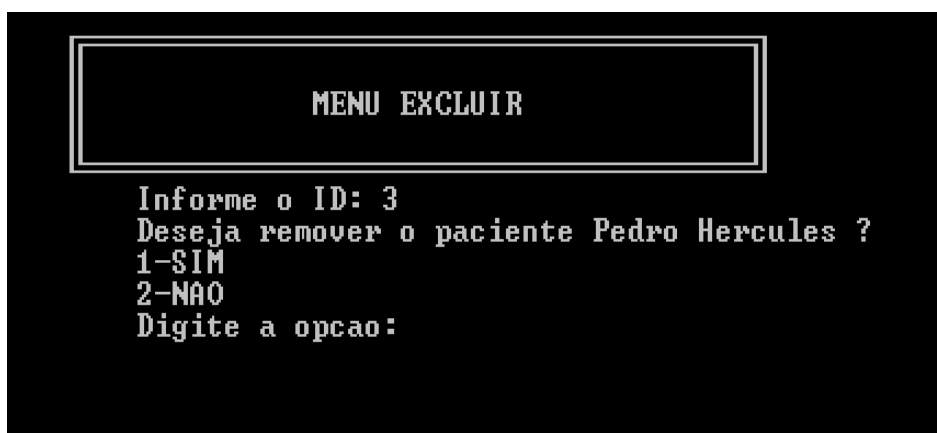 MENU EXCLUIR
Informe o ID: 3
Deseja remover o paciente Pedro Hercules ?
1-SIM
2-NAO
Digite a opcao: